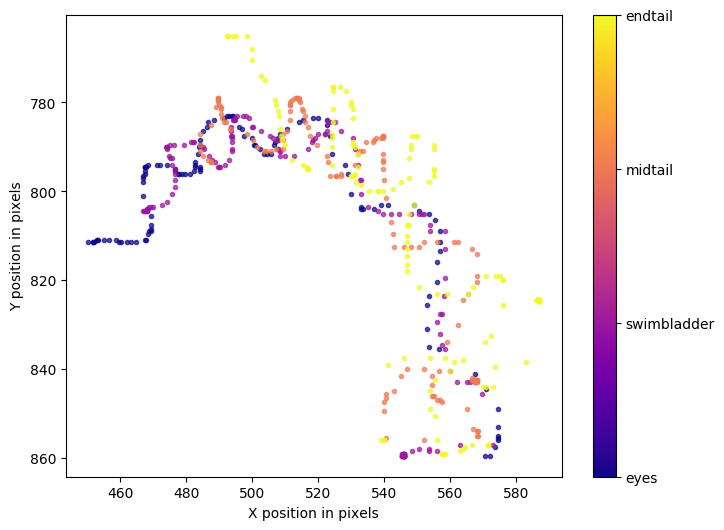 endtail
780
midtail
800
Y position in pixels
820
swimbladder
840
860
eyes
460 480 500 520 540 560 580
X position in pixels